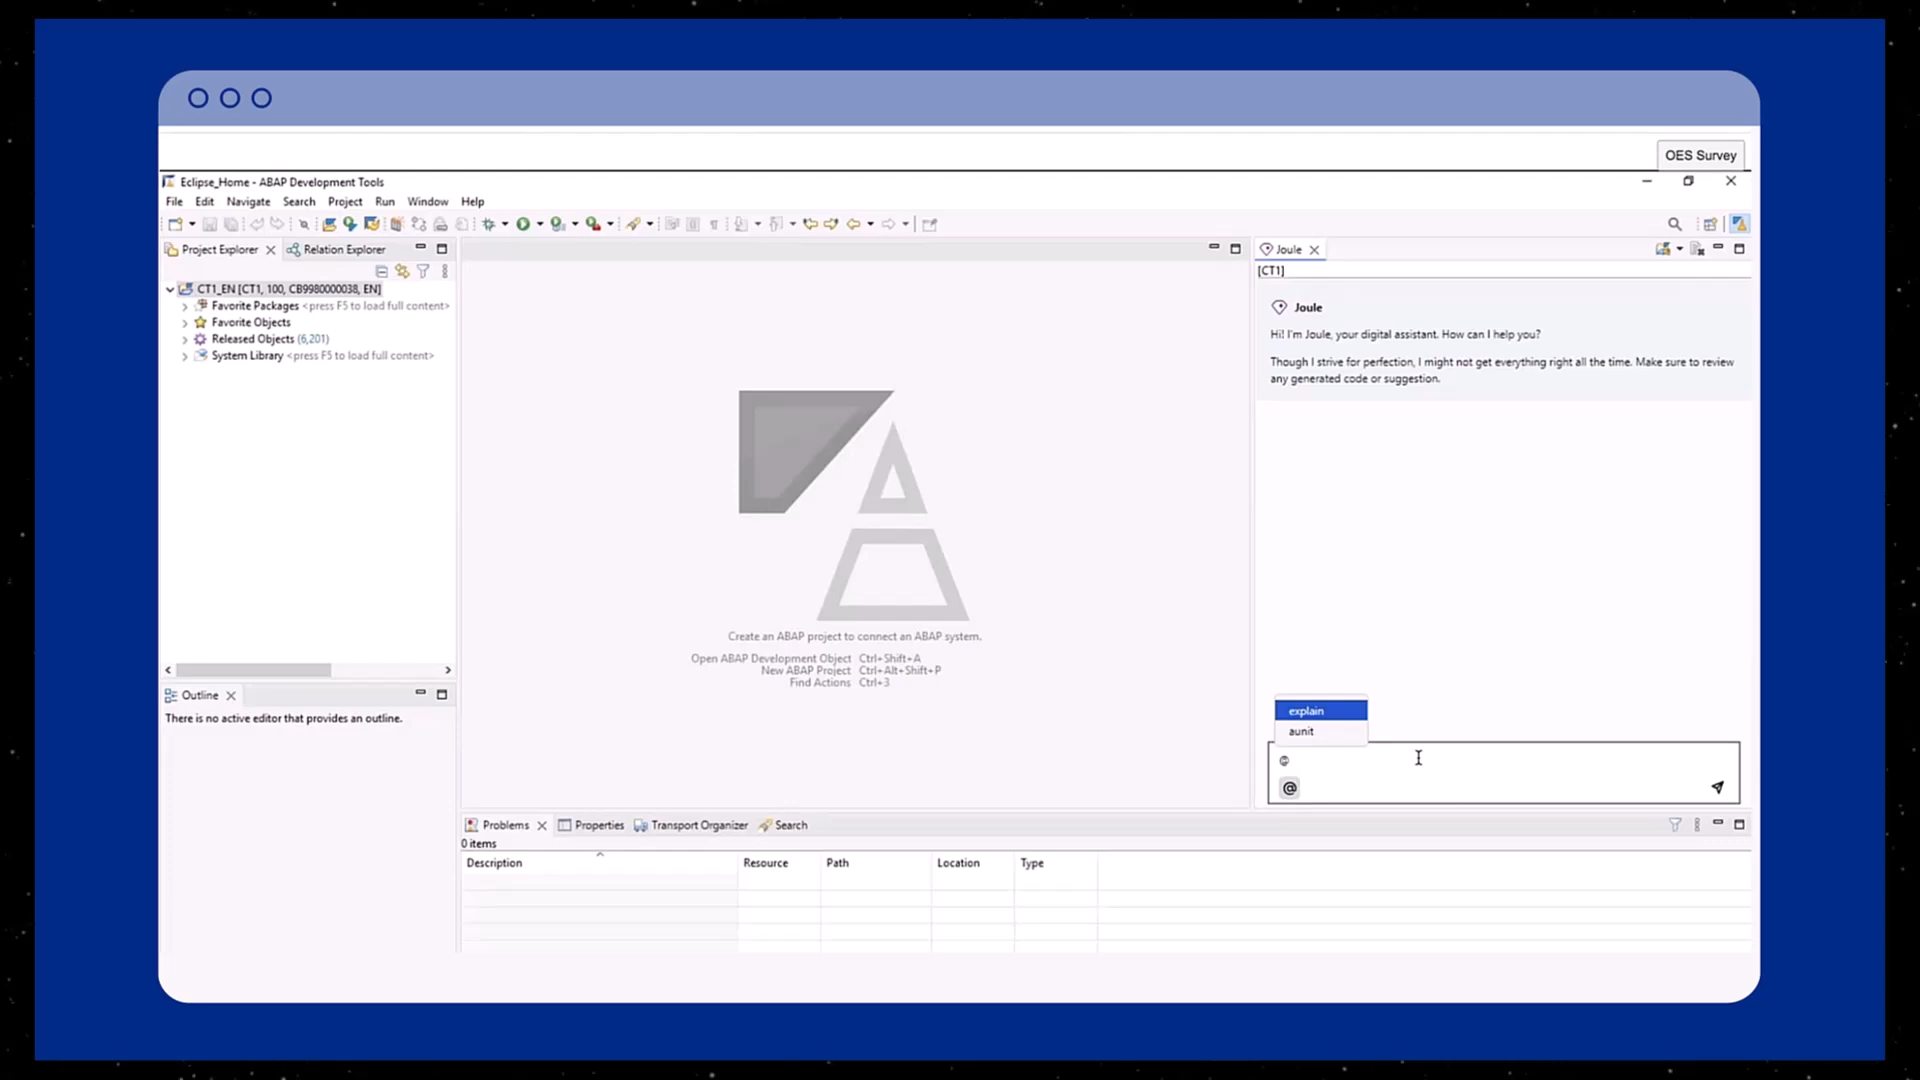 OES Survey
Eclipse_Home - ABAP Development Tools
File Edit Navigate Search Project Run Window Help
Project Explorer
Relation Explorer
CT1_EN [CT1, 100, CB9980000038, EN]
Favorite Packages <press F5 to load full content>
Favorite Objects
Released Objects (6,201)
System Library <press F5 to load full content>
Outline
There is no active editor that provides an outline.
Create an ABAP project to connect an ABAP system.
Open ABAP Development Object Ctrl+Shift+A
New ABAP Project Ctrl+Alt+Shift+P
Find Actions Ctrl+3
Joule
[CT1]
Joule
Hi! I'm Joule, your digital assistant. How can I help you?
Though I strive for perfection, I might not get everything right all the time. Make sure to review
any generated code or suggestion.
explain
aunit
@
@
Problems Properties Transport Organizer Search
0 items
Description Resource Path Location Type